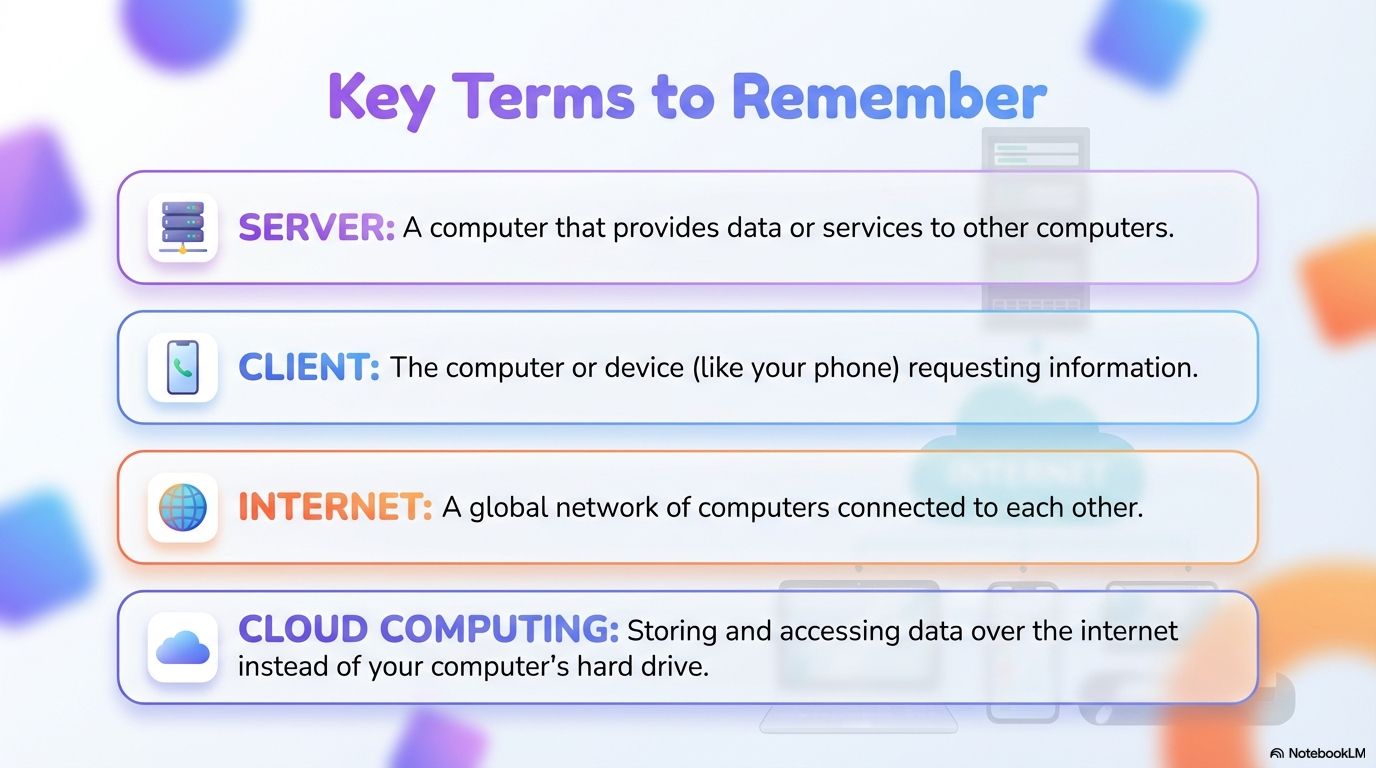 Key Terms to Remember
SERVER: A computer that provides data or services to other computers.
CLIENT: The computer or device (like your phone) requesting information.
INTERNET
INTERNET: A global network of computers connected to each other.
CLOUD COMPUTING: Storing and accessing data over the internet
instead of your computer's hard drive.
NotebookLM